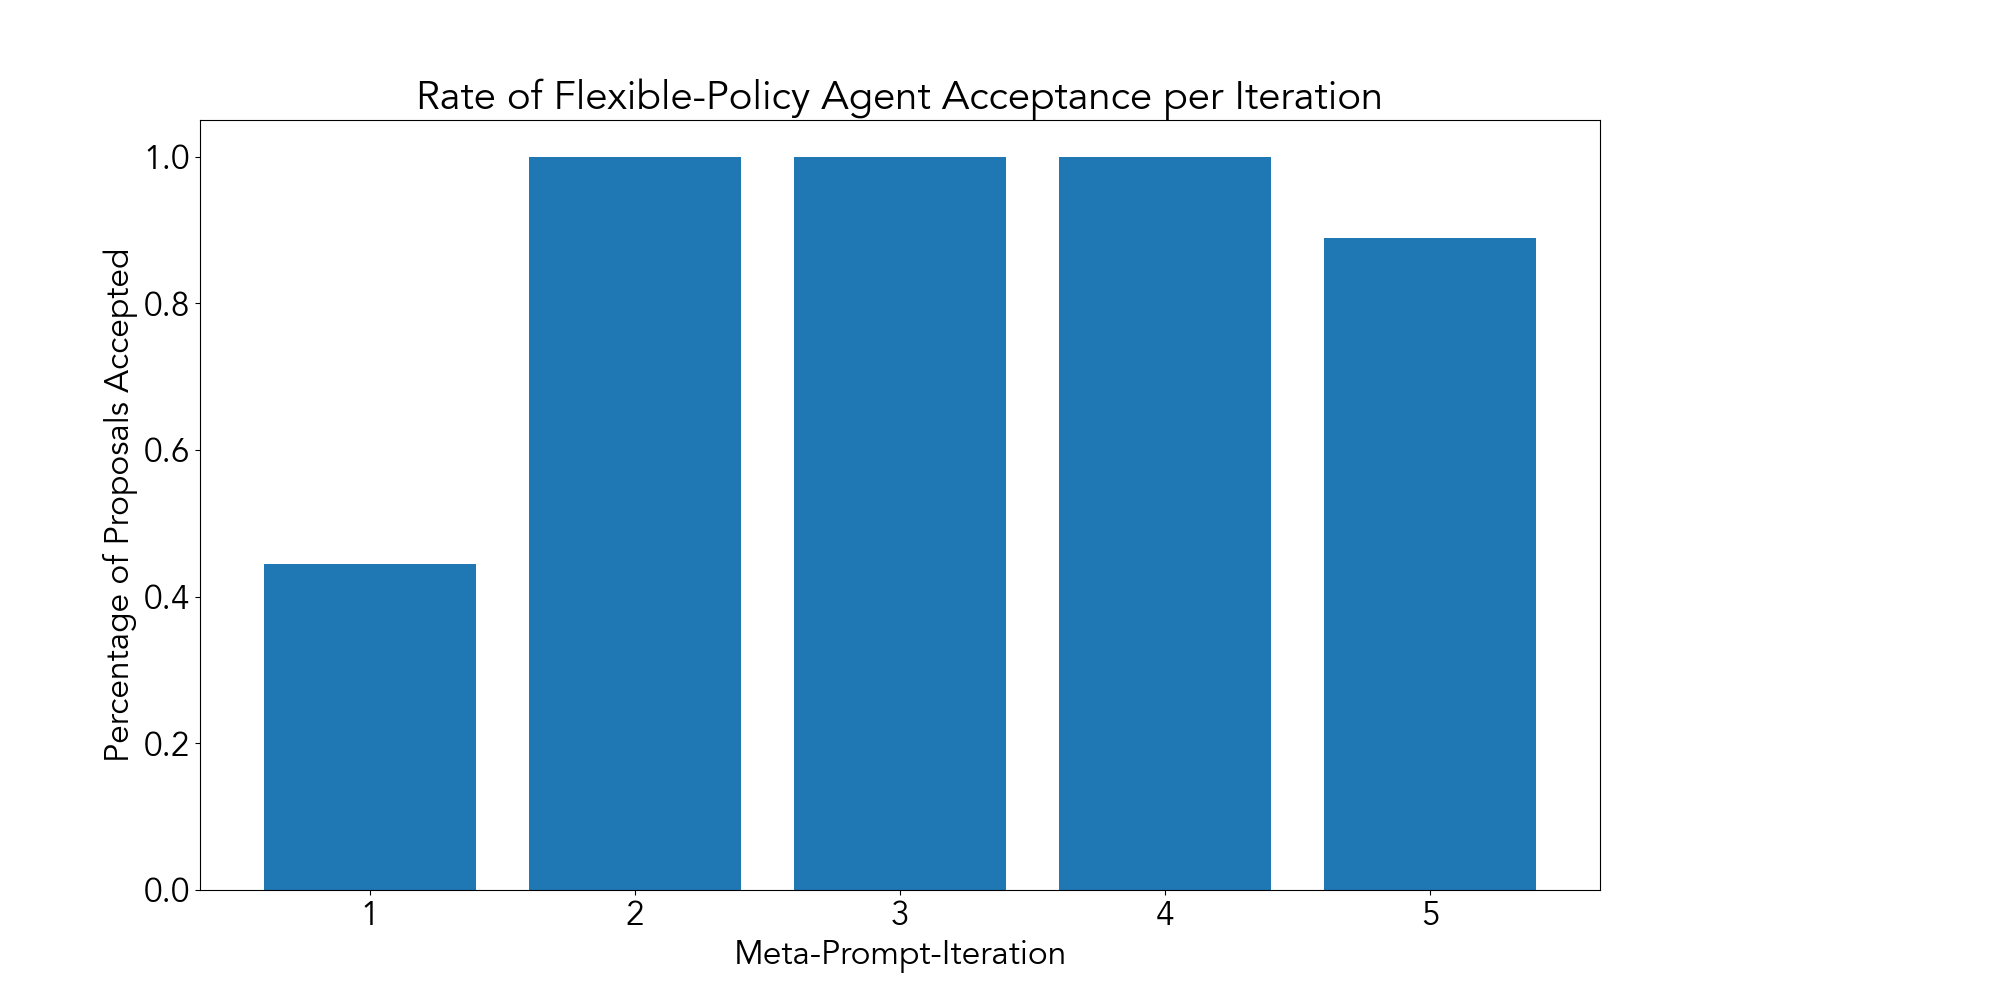 Rate of Flexible-Policy Agent Acceptance per Iteration
Percentage of Proposals Accepted
1.0
0.8
0.6
0.4
0.2
0.0
1 2 3 4 5
Meta-Prompt-Iteration